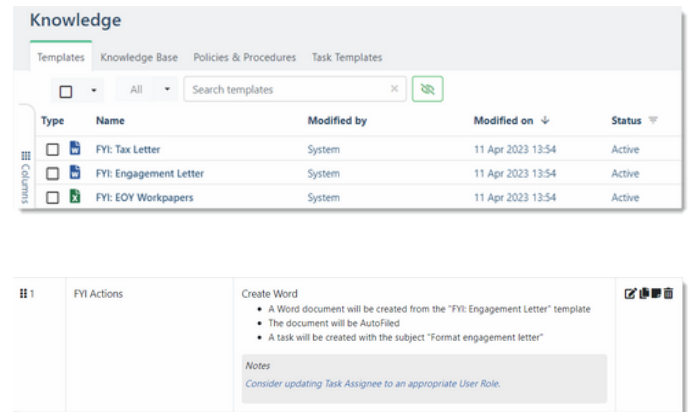 Knowledge
Templates Knowledge Base Policies & Procedures Task Templates
All Search templates
Type Name Modified by Modified on Status
FYI: Tax Letter System 11 Apr 2023 13:54 Active
FYI: Engagement Letter System 11 Apr 2023 13:54 Active
FYI: EOY Workpapers System 11 Apr 2023 13:54 Active
Columns
1 FYI Actions Create Word
A Word document will be created from the "FYI: Engagement Letter" template
The document will be AutoFiled
A task will be created with the subject "Format engagement letter"
Notes
Consider updating Task Assignee to an appropriate User Role.